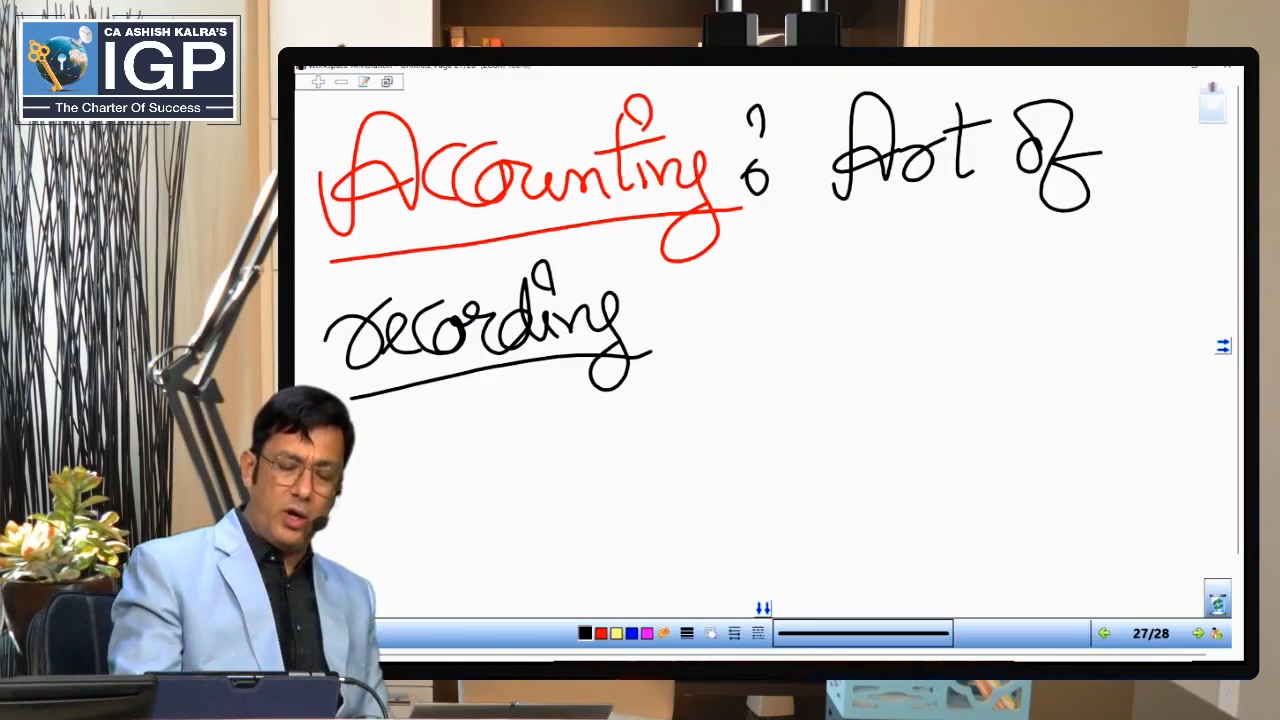 CA ASHISH KALRA'S
IGP
The Charter Of Success
Accounting : Art Of
recording
27/28